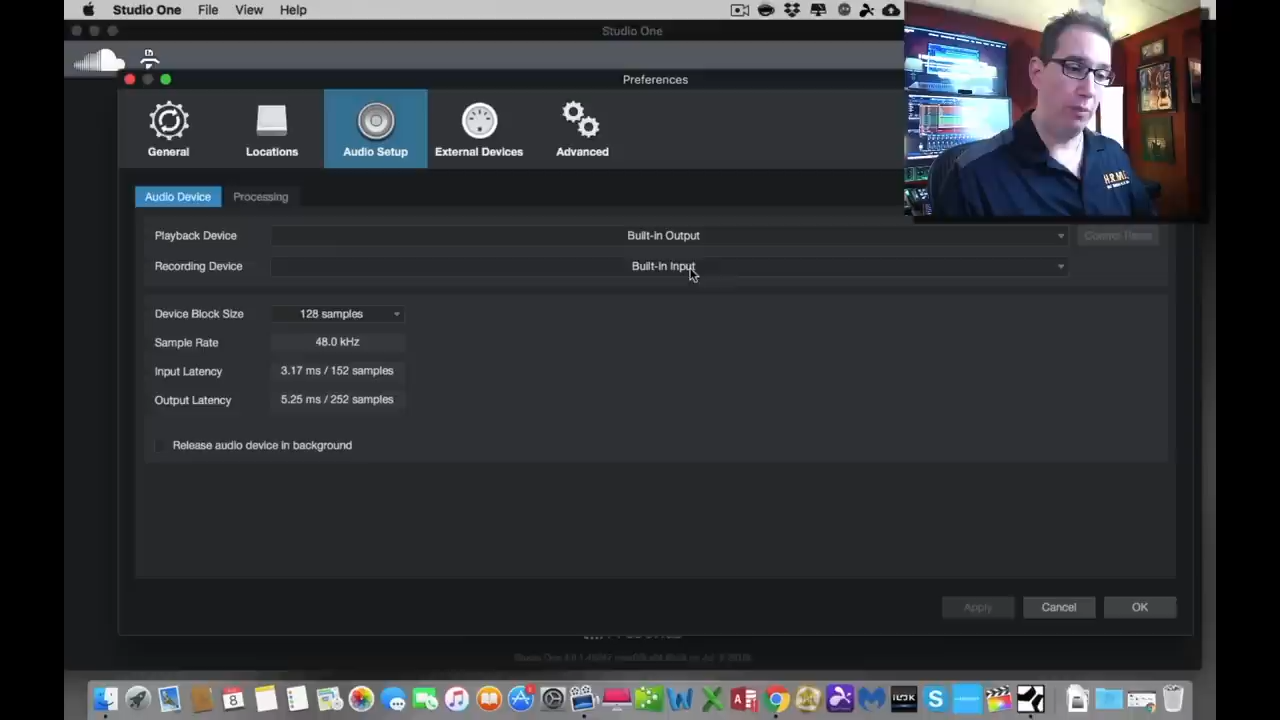 Studio One File View Help
Studio One
Preferences
General Locations Audio Setup External Devices Advanced
Audio Device Processing
Playback Device Built-in Output Control Panel
Recording Device Built-in Input
Device Block Size 128 samples
Sample Rate 48.0 kHz
Input Latency 3.17 ms / 152 samples
Output Latency 5.25 ms / 252 samples
Release audio device in background
Apply Cancel OK
8
iLOK